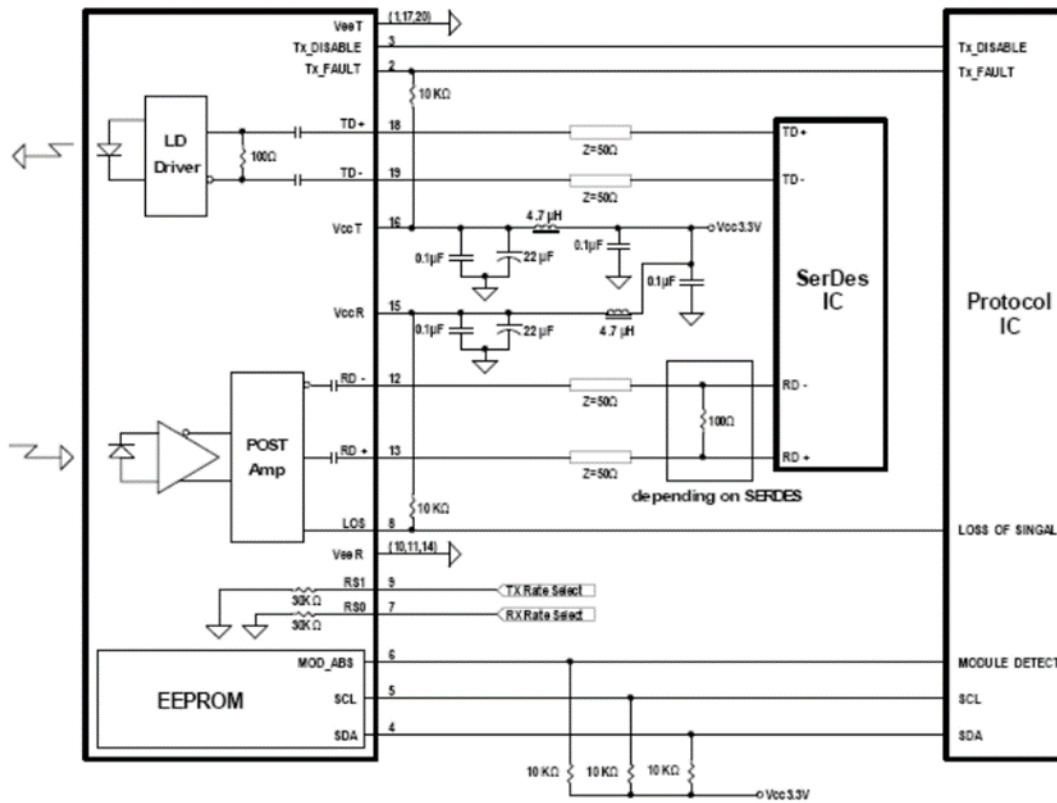 VeeT (1,17,20)
Tx_DISABLE 3 Tx_DISABLE
Tx_FAULT 2 Tx_FAULT
10 KΩ
LD
Driver
100Ω
TD+ 18 Z=50Ω TD+
TD- 19 Z=50Ω TD-
VccT 16 4.7 µH Vcc3.3V
0.1µF 22 µF 0.1µF
0.1µF
VccR 15 4.7 µH
0.1µF 22 µF
SerDes
IC
Protocol
IC
RD - 12 Z=50Ω RD -
100Ω
POST
Amp
RD + 13 Z=50Ω RD +
depending on SERDES
10 KΩ
LOS 8 LOSS OF SINGAL
VeeR (10,11,14)
RS1 9 TX Rate Select
30KΩ
RS0 7 RX Rate Select
30KΩ
EEPROM
MOD_ABS 6 MODULE DETECT
SCL 5 SCL
SDA 4 SDA
10 KΩ 10 KΩ 10 KΩ
Vcc3.3V